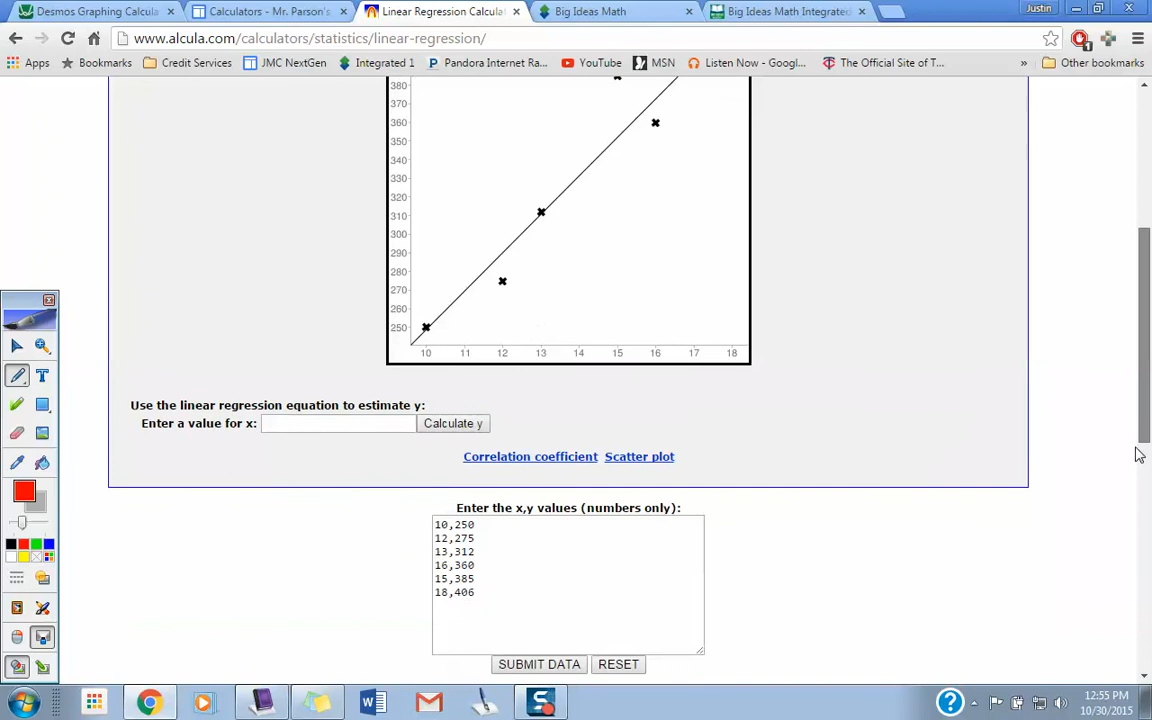 Desmos Graphing Calcula
Calculators - Mr. Parson's
Linear Regression Calcula
Big Ideas Math
Big Ideas Math Integrated
Justin
www.alcula.com/calculators/statistics/linear-regression/
1
Apps
Bookmarks
Credit Services
JMC NextGen
Integrated 1
Pandora Internet Ra...
YouTube
MSN
Listen Now - Googl...
The Official Site of T...
»
Other bookmarks
380
370
360
350
340
330
320
310
300
290
280
270
260
250
10 11 12 13 14 15 16 17 18
Use the linear regression equation to estimate y:
Enter a value for x:
Calculate y
Correlation coefficient Scatter plot
Enter the x,y values (numbers only):
10,250
12,275
13,312
16,360
15,385
18,406
SUBMIT DATA RESET
12:55 PM
10/30/2015